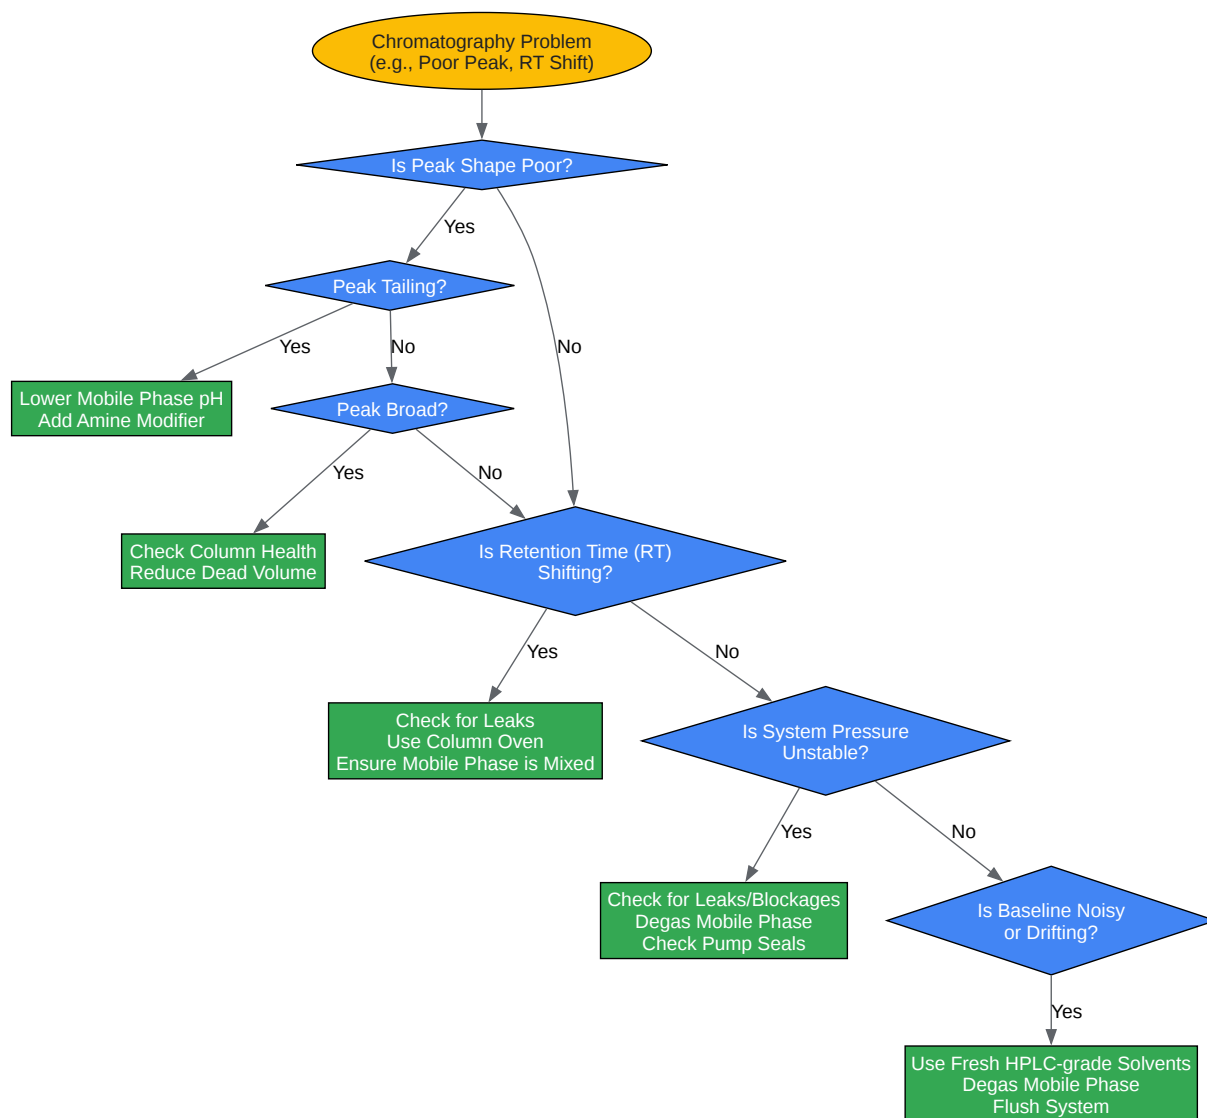 Chromatography Problem
(e.g., Poor Peak, RT Shift)
Is Peak Shape Poor?
Yes
No
Peak Tailing?
Yes
No
Lower Mobile Phase pH
Add Amine Modifier
Peak Broad?
Yes
No
Check Column Health
Reduce Dead Volume
Is Retention Time (RT)
Shifting?
Yes
No
Check for Leaks
Use Column Oven
Ensure Mobile Phase is Mixed
Is System Pressure
Unstable?
Yes
No
Check for Leaks/Blockages
Degas Mobile Phase
Check Pump Seals
Is Baseline Noisy
or Drifting?
Yes
Use Fresh HPLC-grade Solvents
Degas Mobile Phase
Flush System